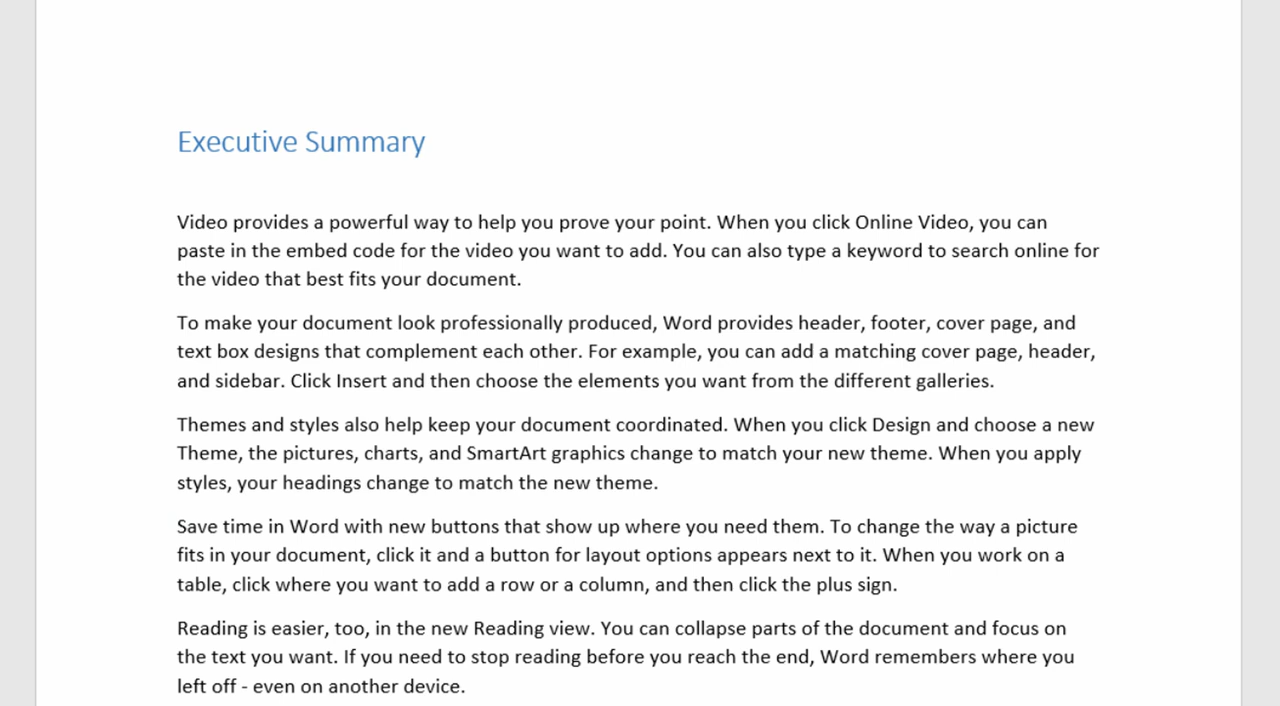 Executive Summary
Video provides a powerful way to help you prove your point. When you click Online Video, you can
paste in the embed code for the video you want to add. You can also type a keyword to search online for
the video that best fits your document.
To make your document look professionally produced, Word provides header, footer, cover page, and
text box designs that complement each other. For example, you can add a matching cover page, header,
and sidebar. Click Insert and then choose the elements you want from the different galleries.
Themes and styles also help keep your document coordinated. When you click Design and choose a new
Theme, the pictures, charts, and SmartArt graphics change to match your new theme. When you apply
styles, your headings change to match the new theme.
Save time in Word with new buttons that show up where you need them. To change the way a picture
fits in your document, click it and a button for layout options appears next to it. When you work on a
table, click where you want to add a row or a column, and then click the plus sign.
Reading is easier, too, in the new Reading view. You can collapse parts of the document and focus on
the text you want. If you need to stop reading before you reach the end, Word remembers where you
left off - even on another device.